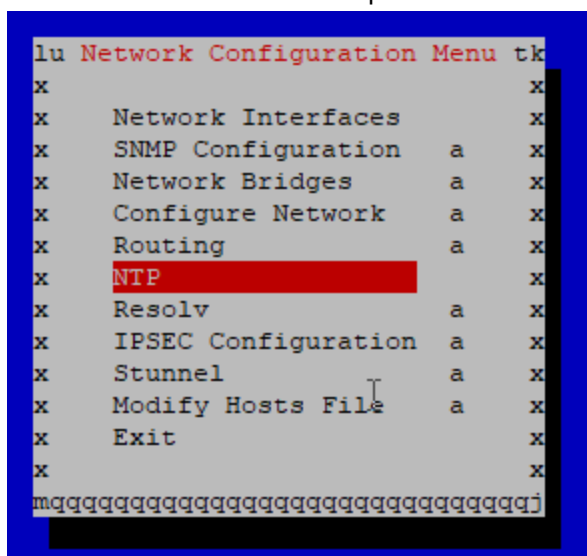 lu Network Configuration Menu tk
x x
x Network Interfaces x
x SNMP Configuration a x
x Network Bridges a x
x Configure Network a x
x Routing a x
x NTP x
x Resolv a x
x IPSEC Configuration a x
x Stunnel a x
x Modify Hosts File a x
x Exit x
x x
mqqqqqqqqqqqqqqqqqqqqqqqqqqqqqqj